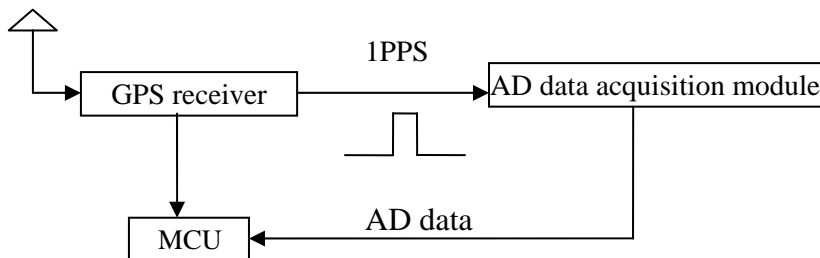 1PPS
GPS receiver
AD data acquisition module
MCU
AD data